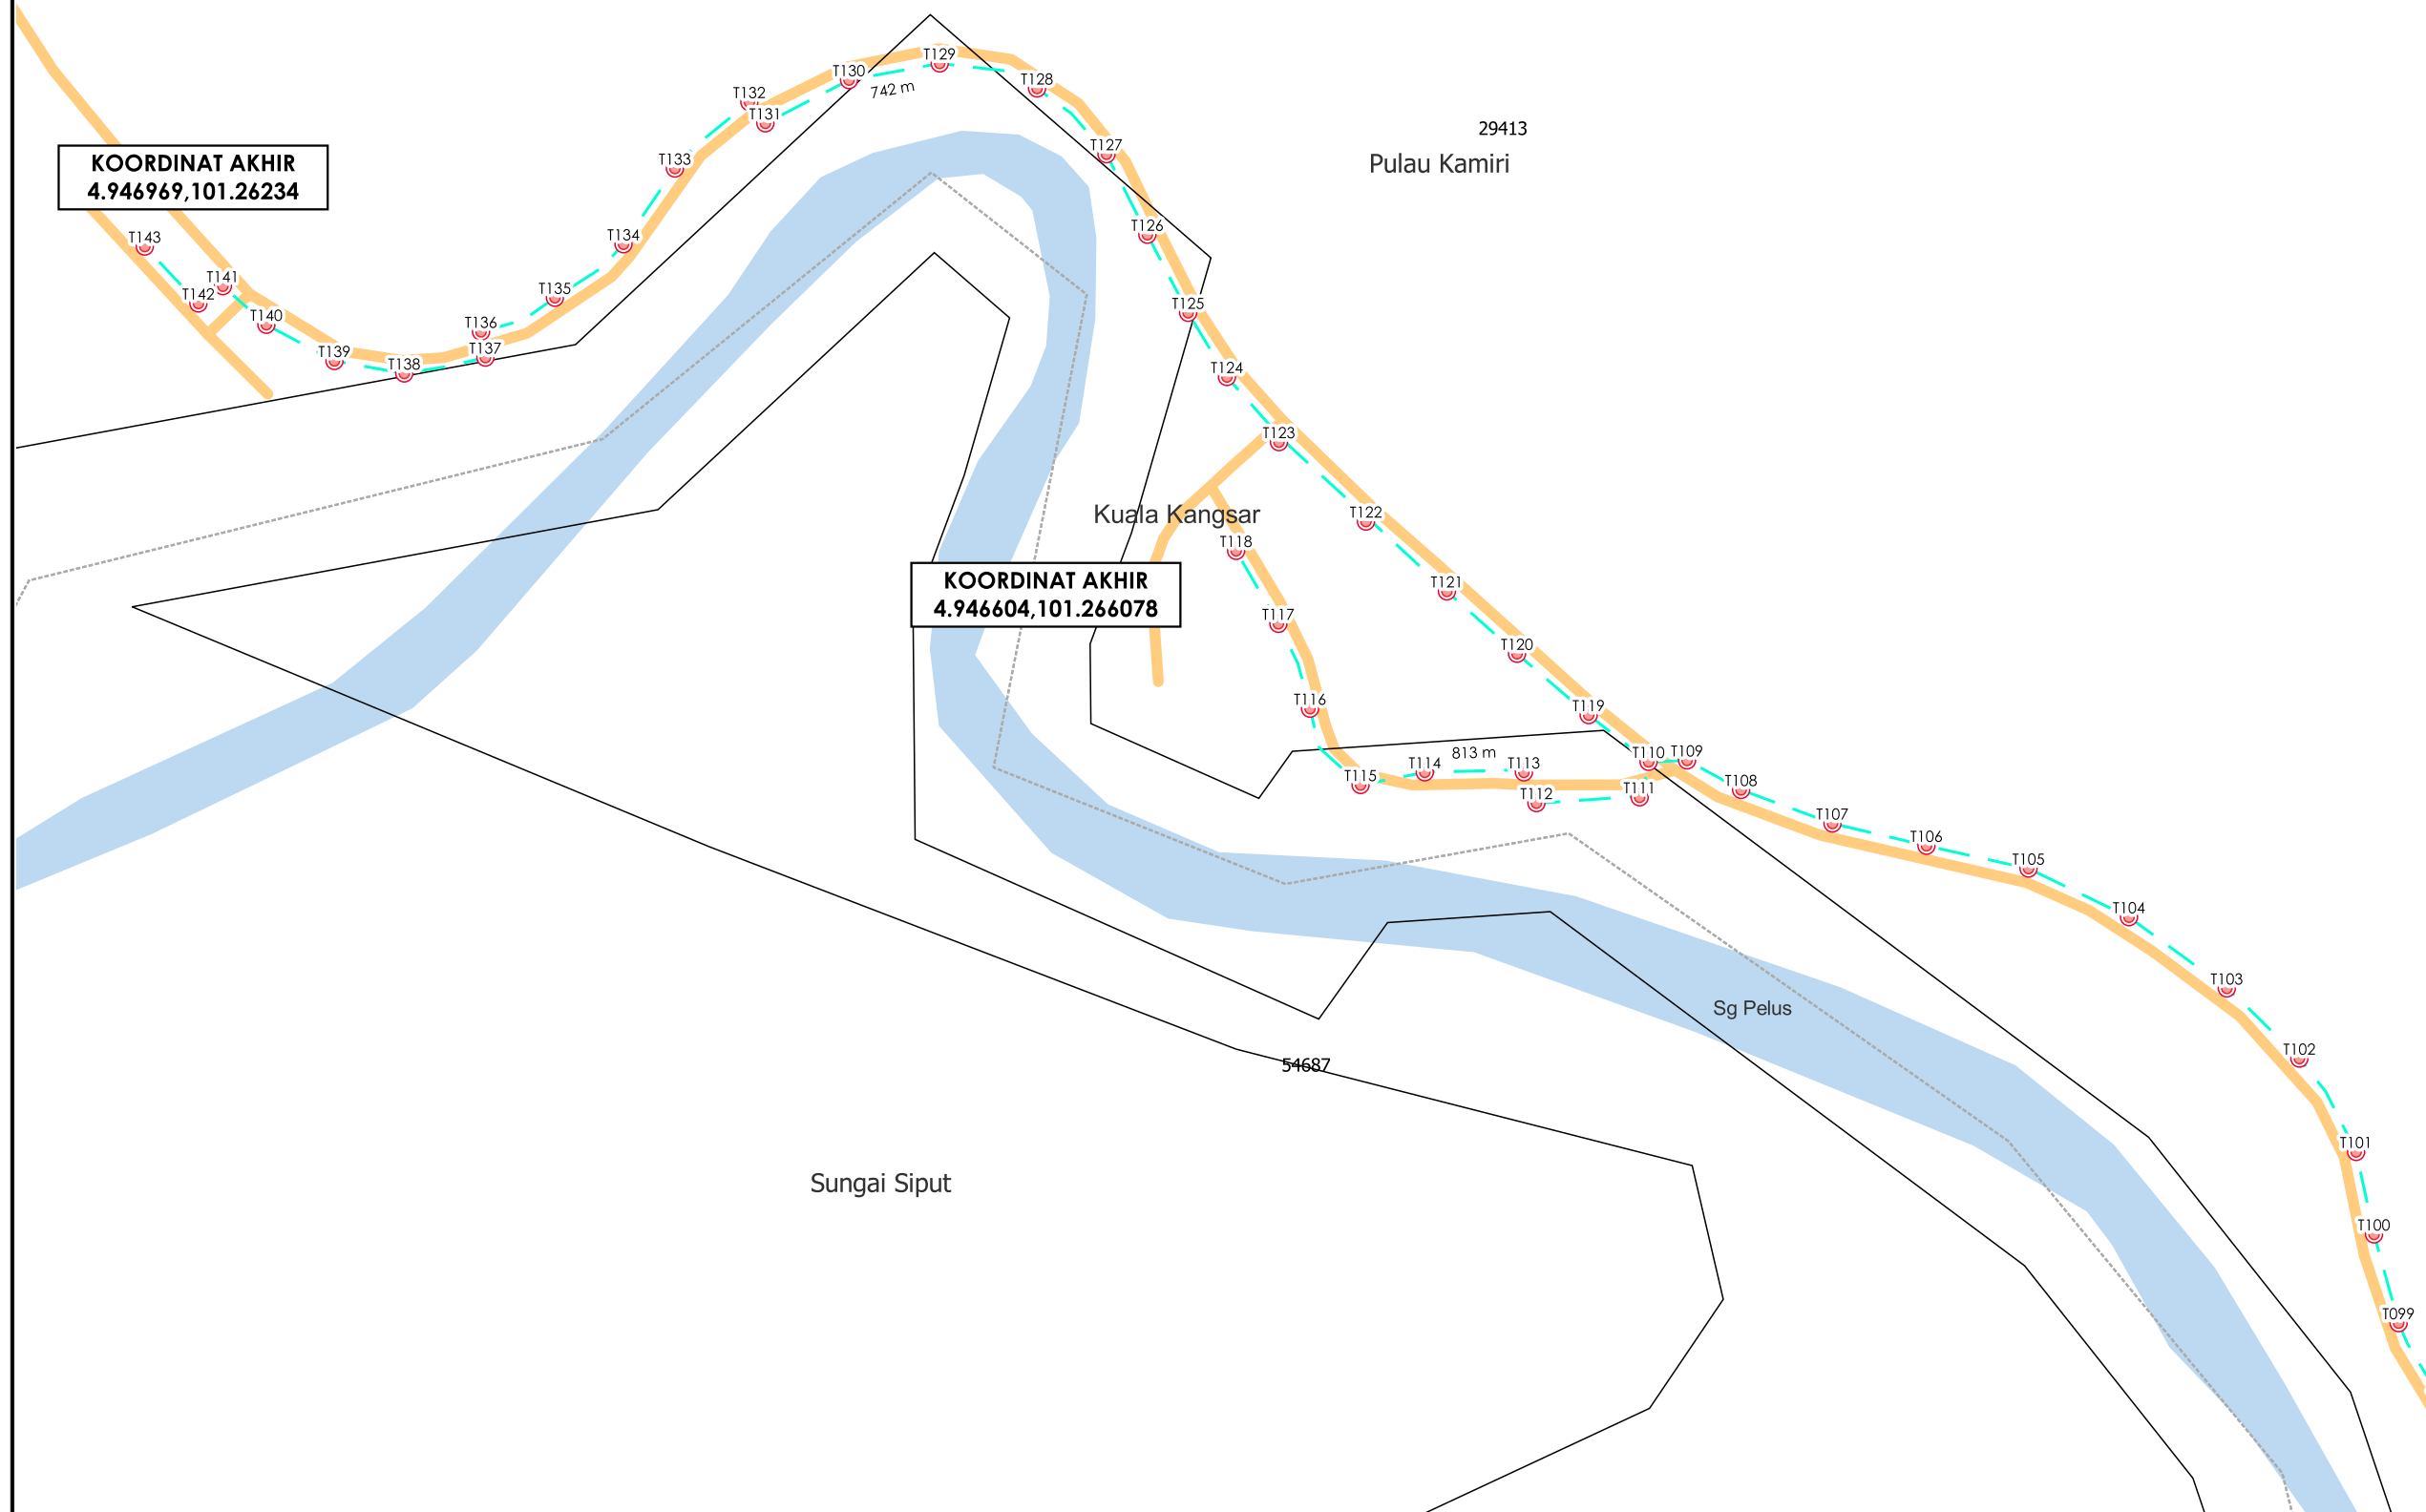 T129
T130
742 m
T128
T132
T131
29413
T127
T133
Pulau Kamiri
KOORDINAT AKHIR
4.946969,101.26234
T126
T143
T134
T141
T142
T135
T125
T140
T136
T137
T139
T138
T124
T123
Kuala Kangsar
T122
T118
KOORDINAT AKHIR
4.946604,101.266078
T121
T117
T120
T116
T119
813 m
T110
T109
T114
T113
T115
T108
T111
T112
T107
T106
T105
T104
T103
Sg Pelus
T102
54687
T101
Sungai Siput
T100
T099